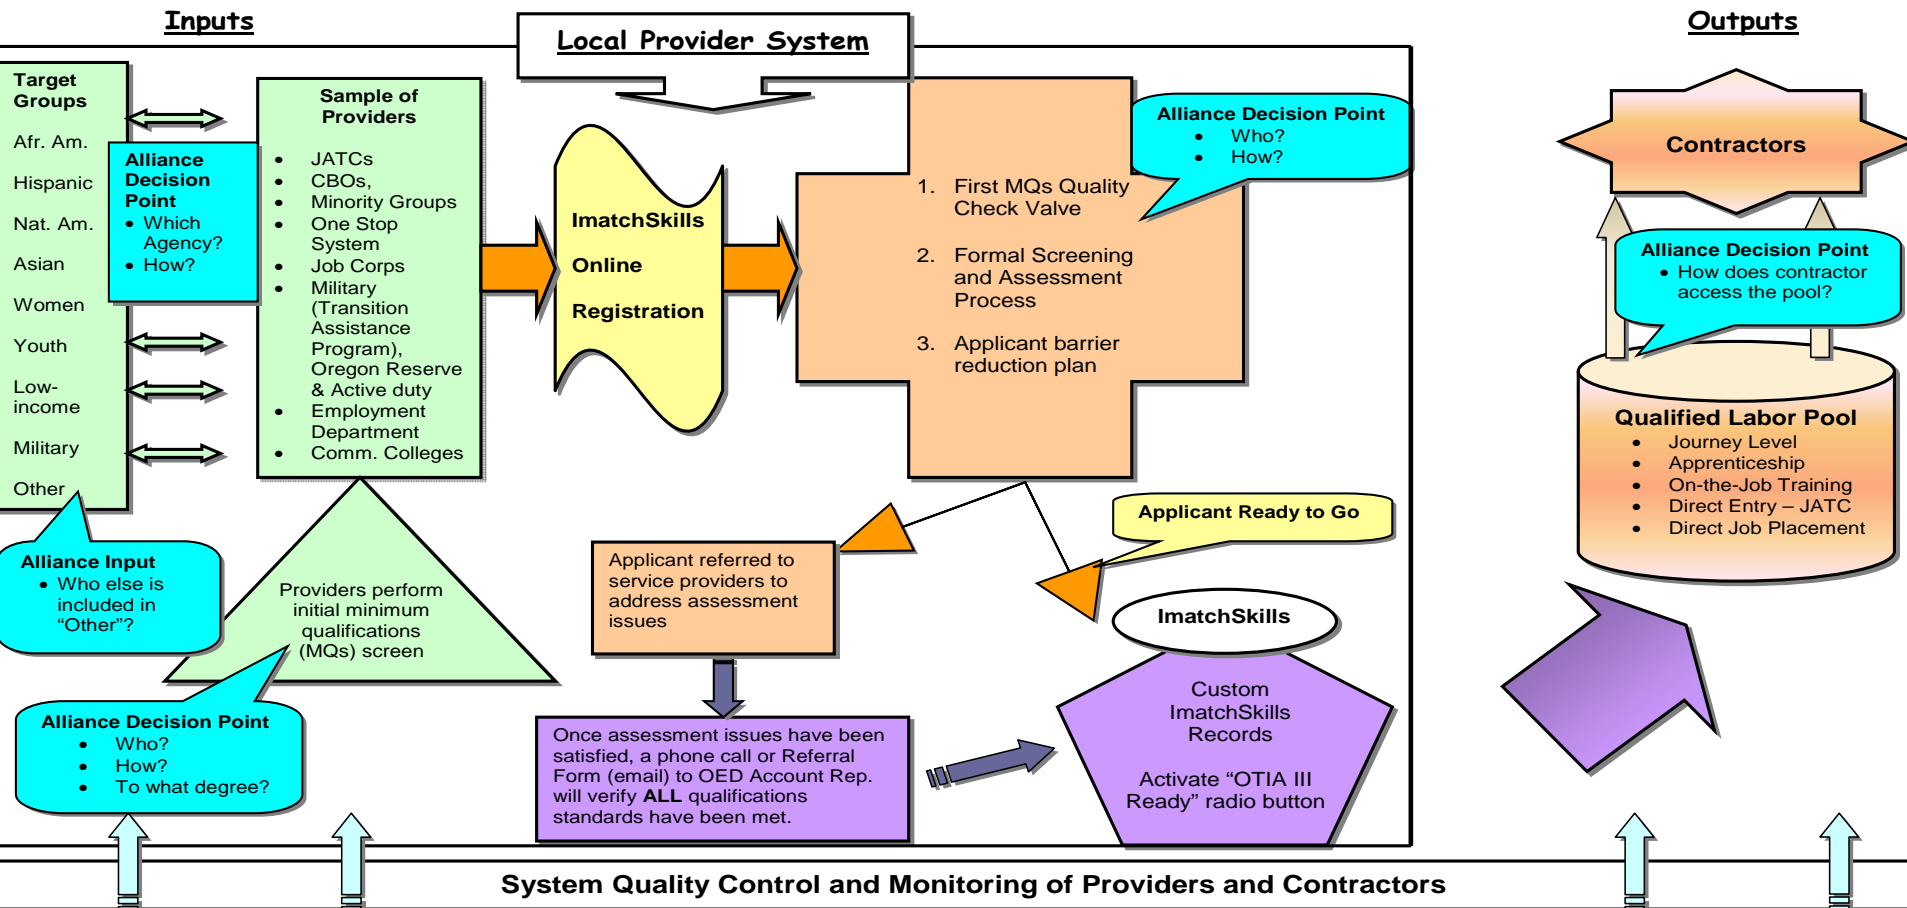 Inputs
Local Provider System
Outputs
Target
Groups
Afr. Am.
Hispanic
Nat. Am.
Asian
Women
Youth
Low-
income
Military
Other
Alliance
Decision
Point
• Which
Agency?
• How?
Sample of
Providers
• JATCs
• CBOs,
• Minority Groups
• One Stop
System
• Job Corps
• Military
(Transition
Assistance
Program),
Oregon Reserve
& Active duty
• Employment
Department
• Comm. Colleges
ImatchSkills
Online
Registration
1. First MQs Quality
Check Valve
2. Formal Screening
and Assessment
Process
3. Applicant barrier
reduction plan
Alliance Decision Point
• Who?
• How?
Contractors
Alliance Decision Point
• How does contractor
access the pool?
Qualified Labor Pool
• Journey Level
• Apprenticeship
• On-the-Job Training
• Direct Entry – JATC
• Direct Job Placement
Alliance Input
• Who else is
included in
“Other”?
Providers perform
initial minimum
qualifications
(MQs) screen
Alliance Decision Point
• Who?
• How?
• To what degree?
Applicant referred to
service providers to
address assessment
issues
Applicant Ready to Go
Once assessment issues have been
satisfied, a phone call or Referral
Form (email) to OED Account Rep.
will verify ALL qualifications
standards have been met.
ImatchSkills
Custom
ImatchSkills
Records
Activate “OTIA III
Ready” radio button
System Quality Control and Monitoring of Providers and Contractors